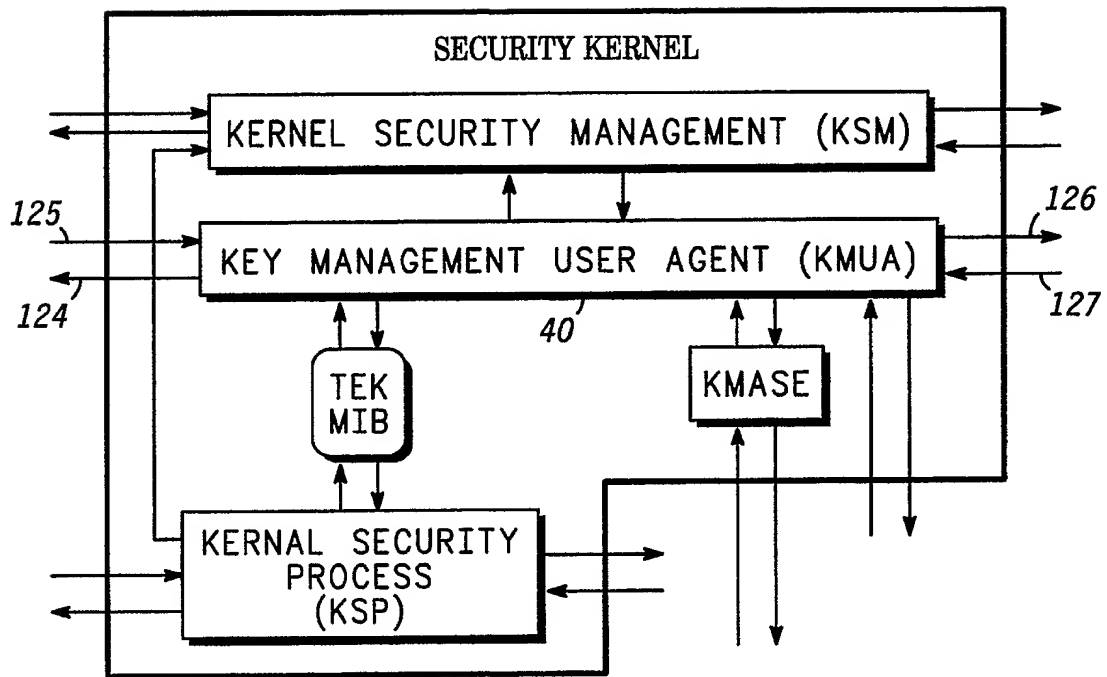 SECURITY KERNEL
KERNEL SECURITY MANAGEMENT (KSM)
125
126
KEY MANAGEMENT USER AGENT (KMUA)
124
40
127
TEK
MIB
KMASE
KERNAL SECURITY
PROCESS
(KSP)